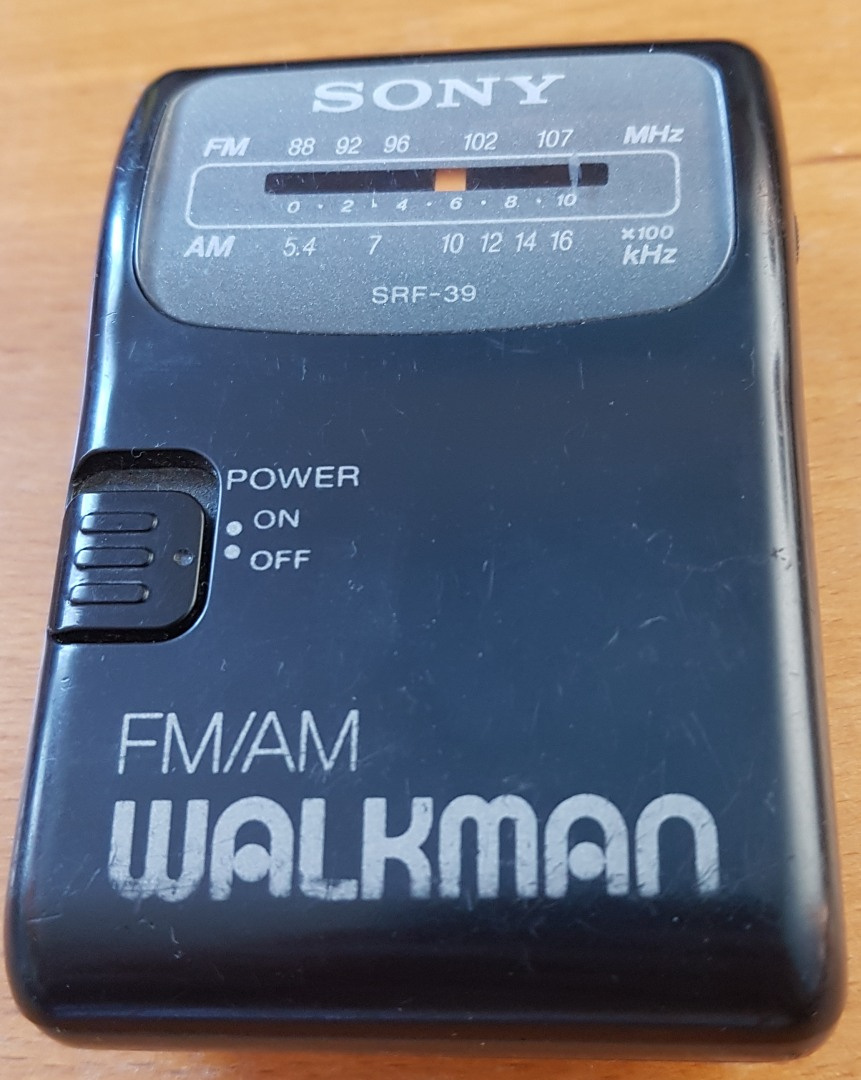 SONY
FM 88 92 96 102 107 MHz
0 · 2 · 4 · 6 · 8 · 10
AM 5.4 7 10 12 14 16 ×100 kHz
SRF-39
POWER
ON
OFF
FM/AM
WALKMAN